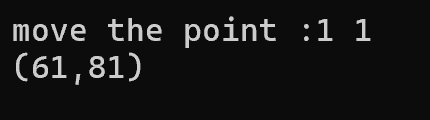 move the point :1 1
(61,81)